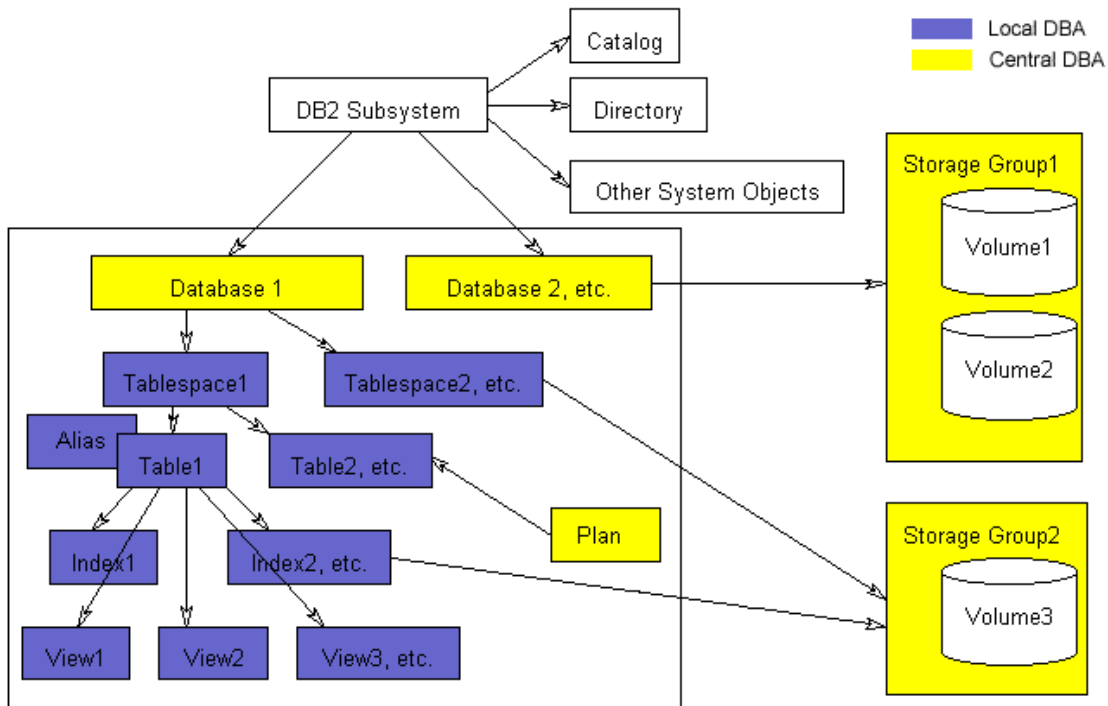 Catalog
Local DBA
Central DBA
DB2 Subsystem
Directory
Other System Objects
Storage Group1
Volume1
Volume2
Database 1
Database 2, etc.
Tablespace1
Tablespace2, etc.
Alias
Table1
Table2, etc.
Plan
Index1
Index2, etc.
Storage Group2
Volume3
View1
View2
View3, etc.